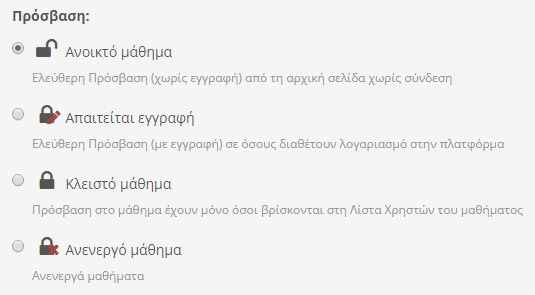 Πρόσβαση:
Ανοικτό μάθημα
Ελεύθερη Πρόσβαση (χωρίς εγγραφή) από τη αρχική σελίδα χωρίς σύνδεση
Απαιτείται εγγραφή
Ελεύθερη Πρόσβαση (με εγγραφή) σε όσους διαθέτουν λογαριασμό στην πλατφόρμα
Κλειστό μάθημα
Πρόσβαση στο μάθημα έχουν μόνο όσοι βρίσκονται στη Λίστα Χρηστών του μαθήματος
Ανενεργό μάθημα
Ανενεργά μαθήματα